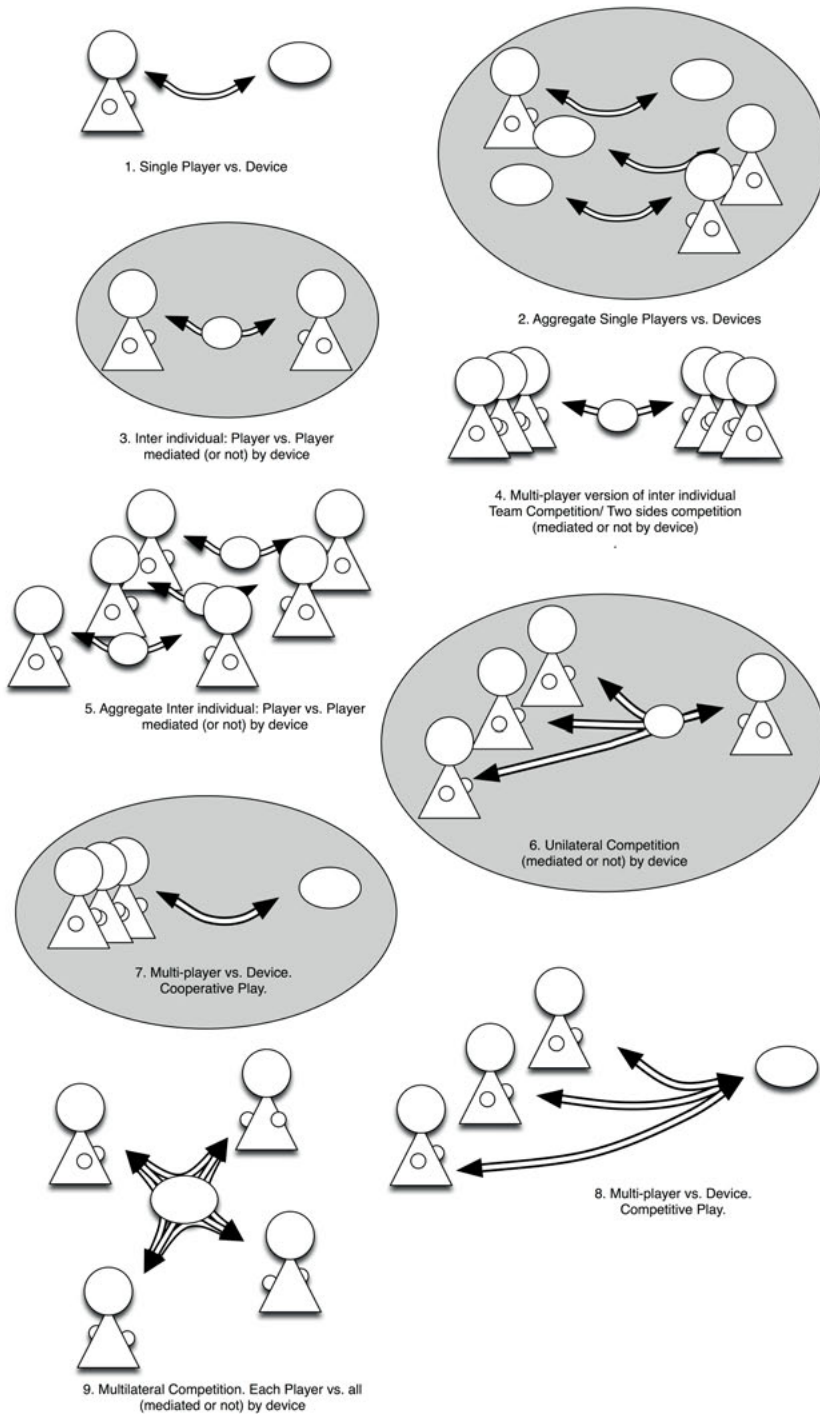 1. Single Player vs. Device
2. Aggregate Single Players vs. Devices
3. Inter individual: Player vs. Player
mediated (or not) by device
4. Multi-player version of inter individual
Team Competition/ Two sides competition
(mediated or not by device)
.
5. Aggregate Inter individual: Player vs. Player
mediated (or not) by device
6. Unilateral Competition
(mediated or not) by device
7. Multi-player vs. Device.
Cooperative Play.
8. Multi-player vs. Device.
Competitive Play.
9. Multilateral Competition. Each Player vs. all
(mediated or not) by device